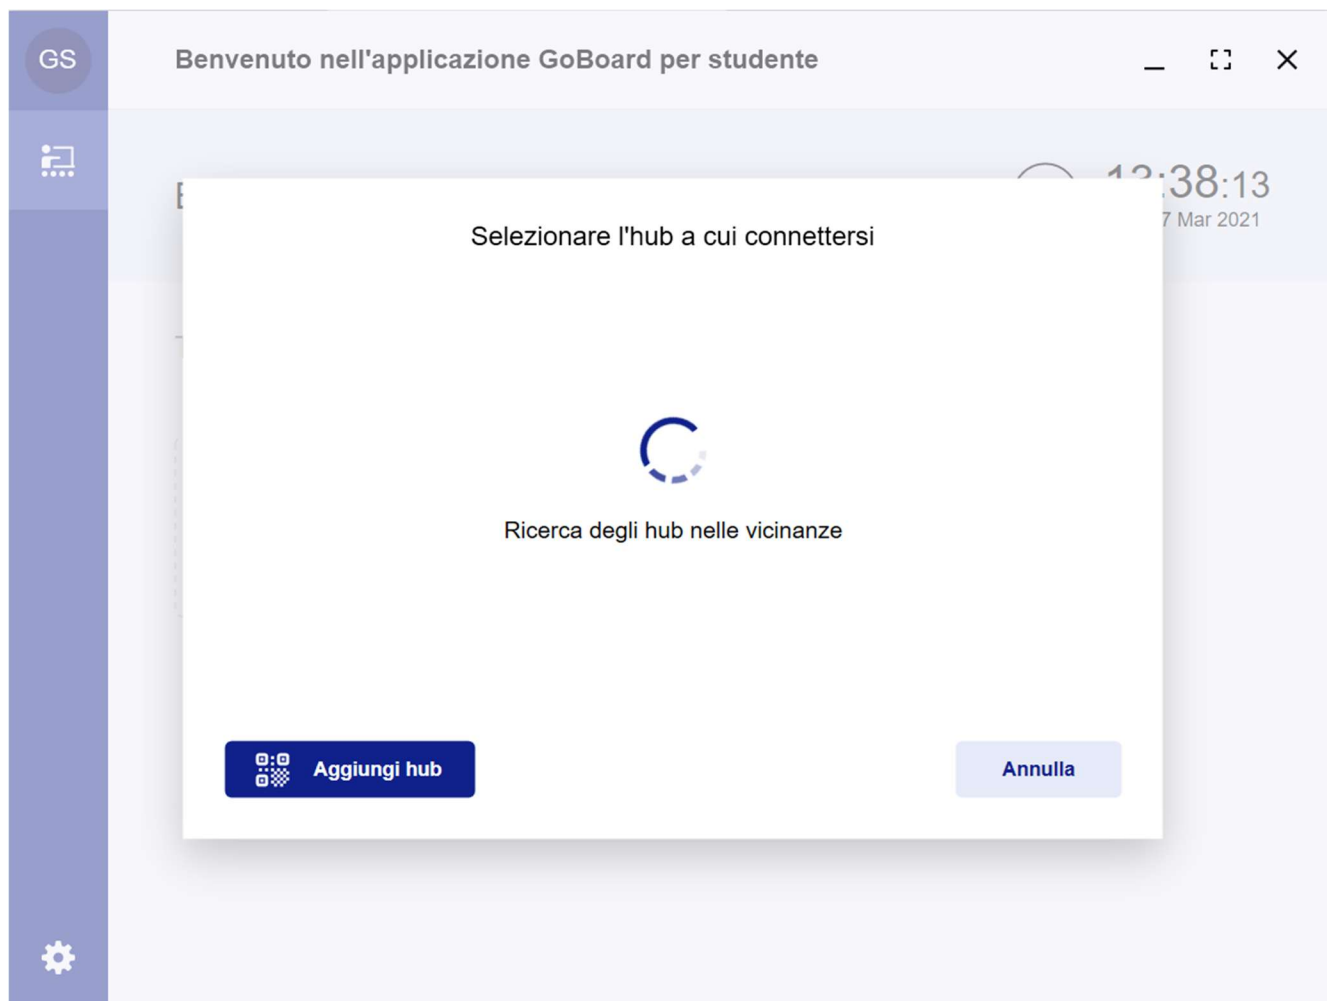 GS
Benvenuto nell'applicazione GoBoard per studente
:38:13
7 Mar 2021
Selezionare l'hub a cui connettersi
Ricerca degli hub nelle vicinanze
Aggiungi hub
Annulla